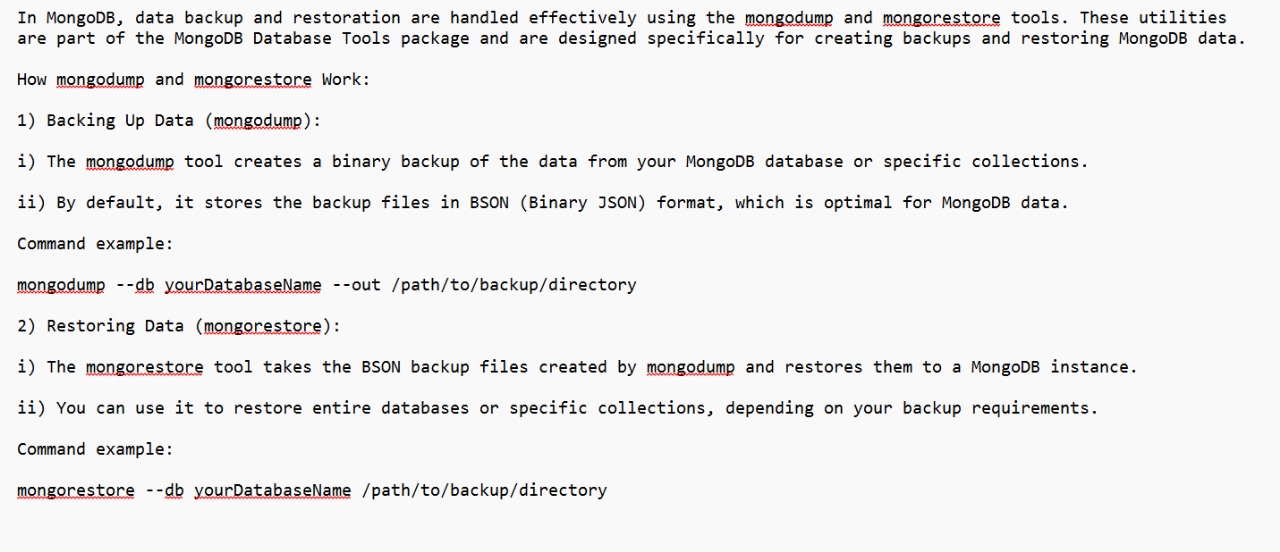 In MongoDB, data backup and restoration are handled effectively using the mongodump and mongorestore tools. These utilities
are part of the MongoDB Database Tools package and are designed specifically for creating backups and restoring MongoDB data.
How mongodump and mongorestore Work:
1) Backing Up Data (mongodump):
i) The mongodump tool creates a binary backup of the data from your MongoDB database or specific collections.
ii) By default, it stores the backup files in BSON (Binary JSON) format, which is optimal for MongoDB data.
Command example:
mongodump --db yourDatabaseName --out /path/to/backup/directory
2) Restoring Data (mongorestore):
i) The mongorestore tool takes the BSON backup files created by mongodump and restores them to a MongoDB instance.
ii) You can use it to restore entire databases or specific collections, depending on your backup requirements.
Command example:
mongorestore --db yourDatabaseName /path/to/backup/directory